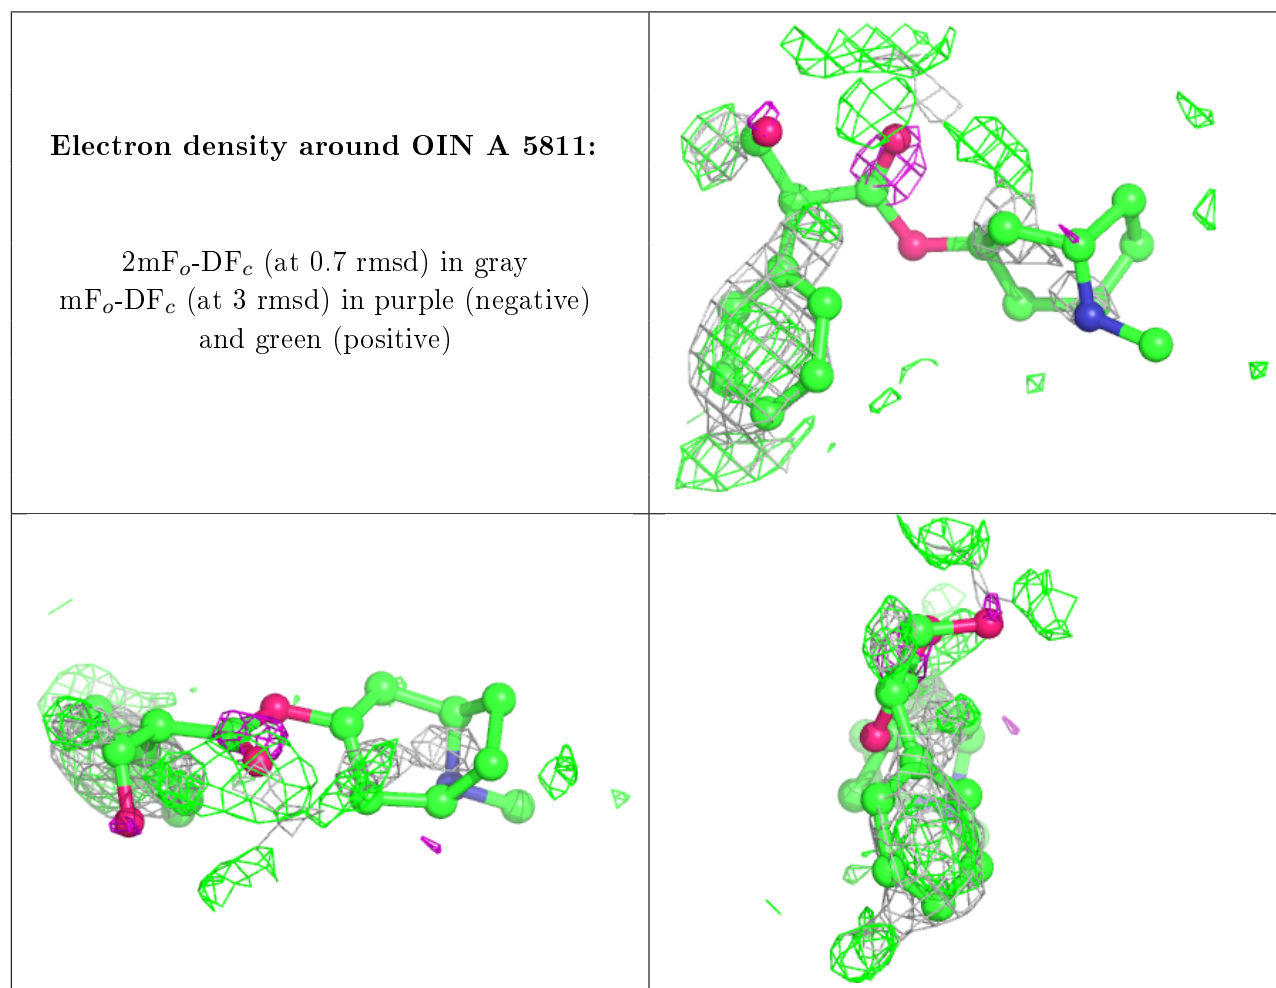 Electron density around OIN A 5811:
2mFo-DFc (at 0.7 rmsd) in gray
mFo-DFc (at 3 rmsd) in purple (negative)
and green (positive)